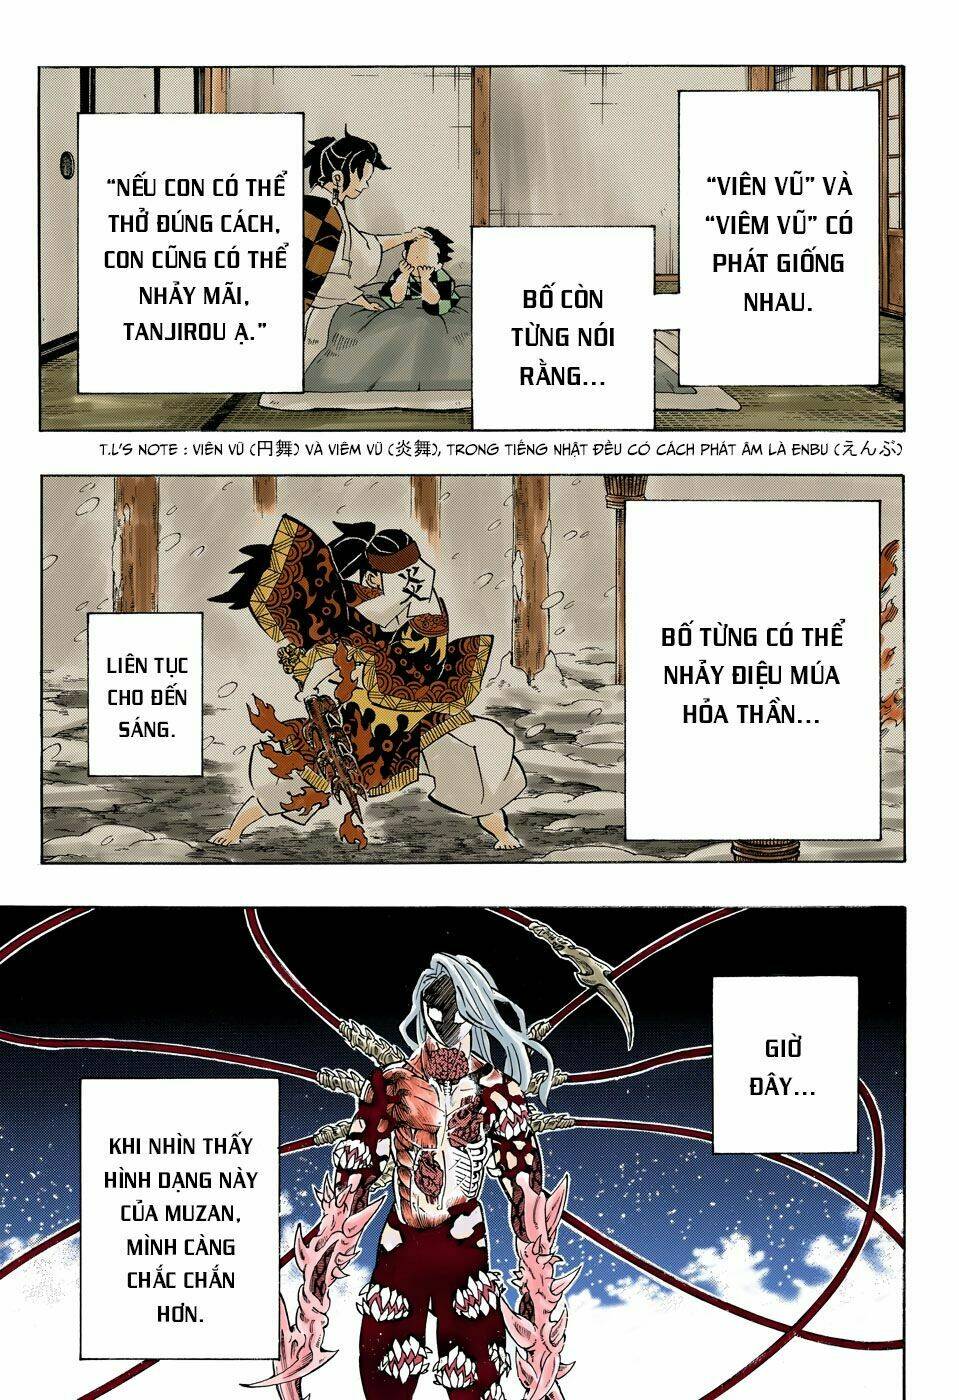 “VIÊN VŨ” VÀ
“VIÊM VŨ” CÓ
PHÁT GIỐNG
NHAU.
BỐ CÒN
TỪNG NÓI
RẰNG...
“NẾU CON CÓ THỂ
THỞ ĐÚNG CÁCH,
CON CŨNG CÓ THỂ
NHẢY MÃI,
TANJIROU Ạ.”
T.L'S NOTE : VIÊN VŨ (円舞) VÀ VIÊM VŨ (炎舞), TRONG TIẾNG NHẬT ĐỀU CÓ CÁCH PHÁT ÂM LÀ ENBU (えんぶ)
BỐ TỪNG CÓ THỂ
NHẢY ĐIỆU MÚA
HỎA THẦN...
炎
LIÊN TỤC
CHO ĐẾN
SÁNG.
GIỜ
ĐÂY...
KHI NHÌN THẤY
HÌNH DẠNG NÀY
CỦA MUZAN,
MÌNH CÀNG
CHẮC CHẮN
HƠN.